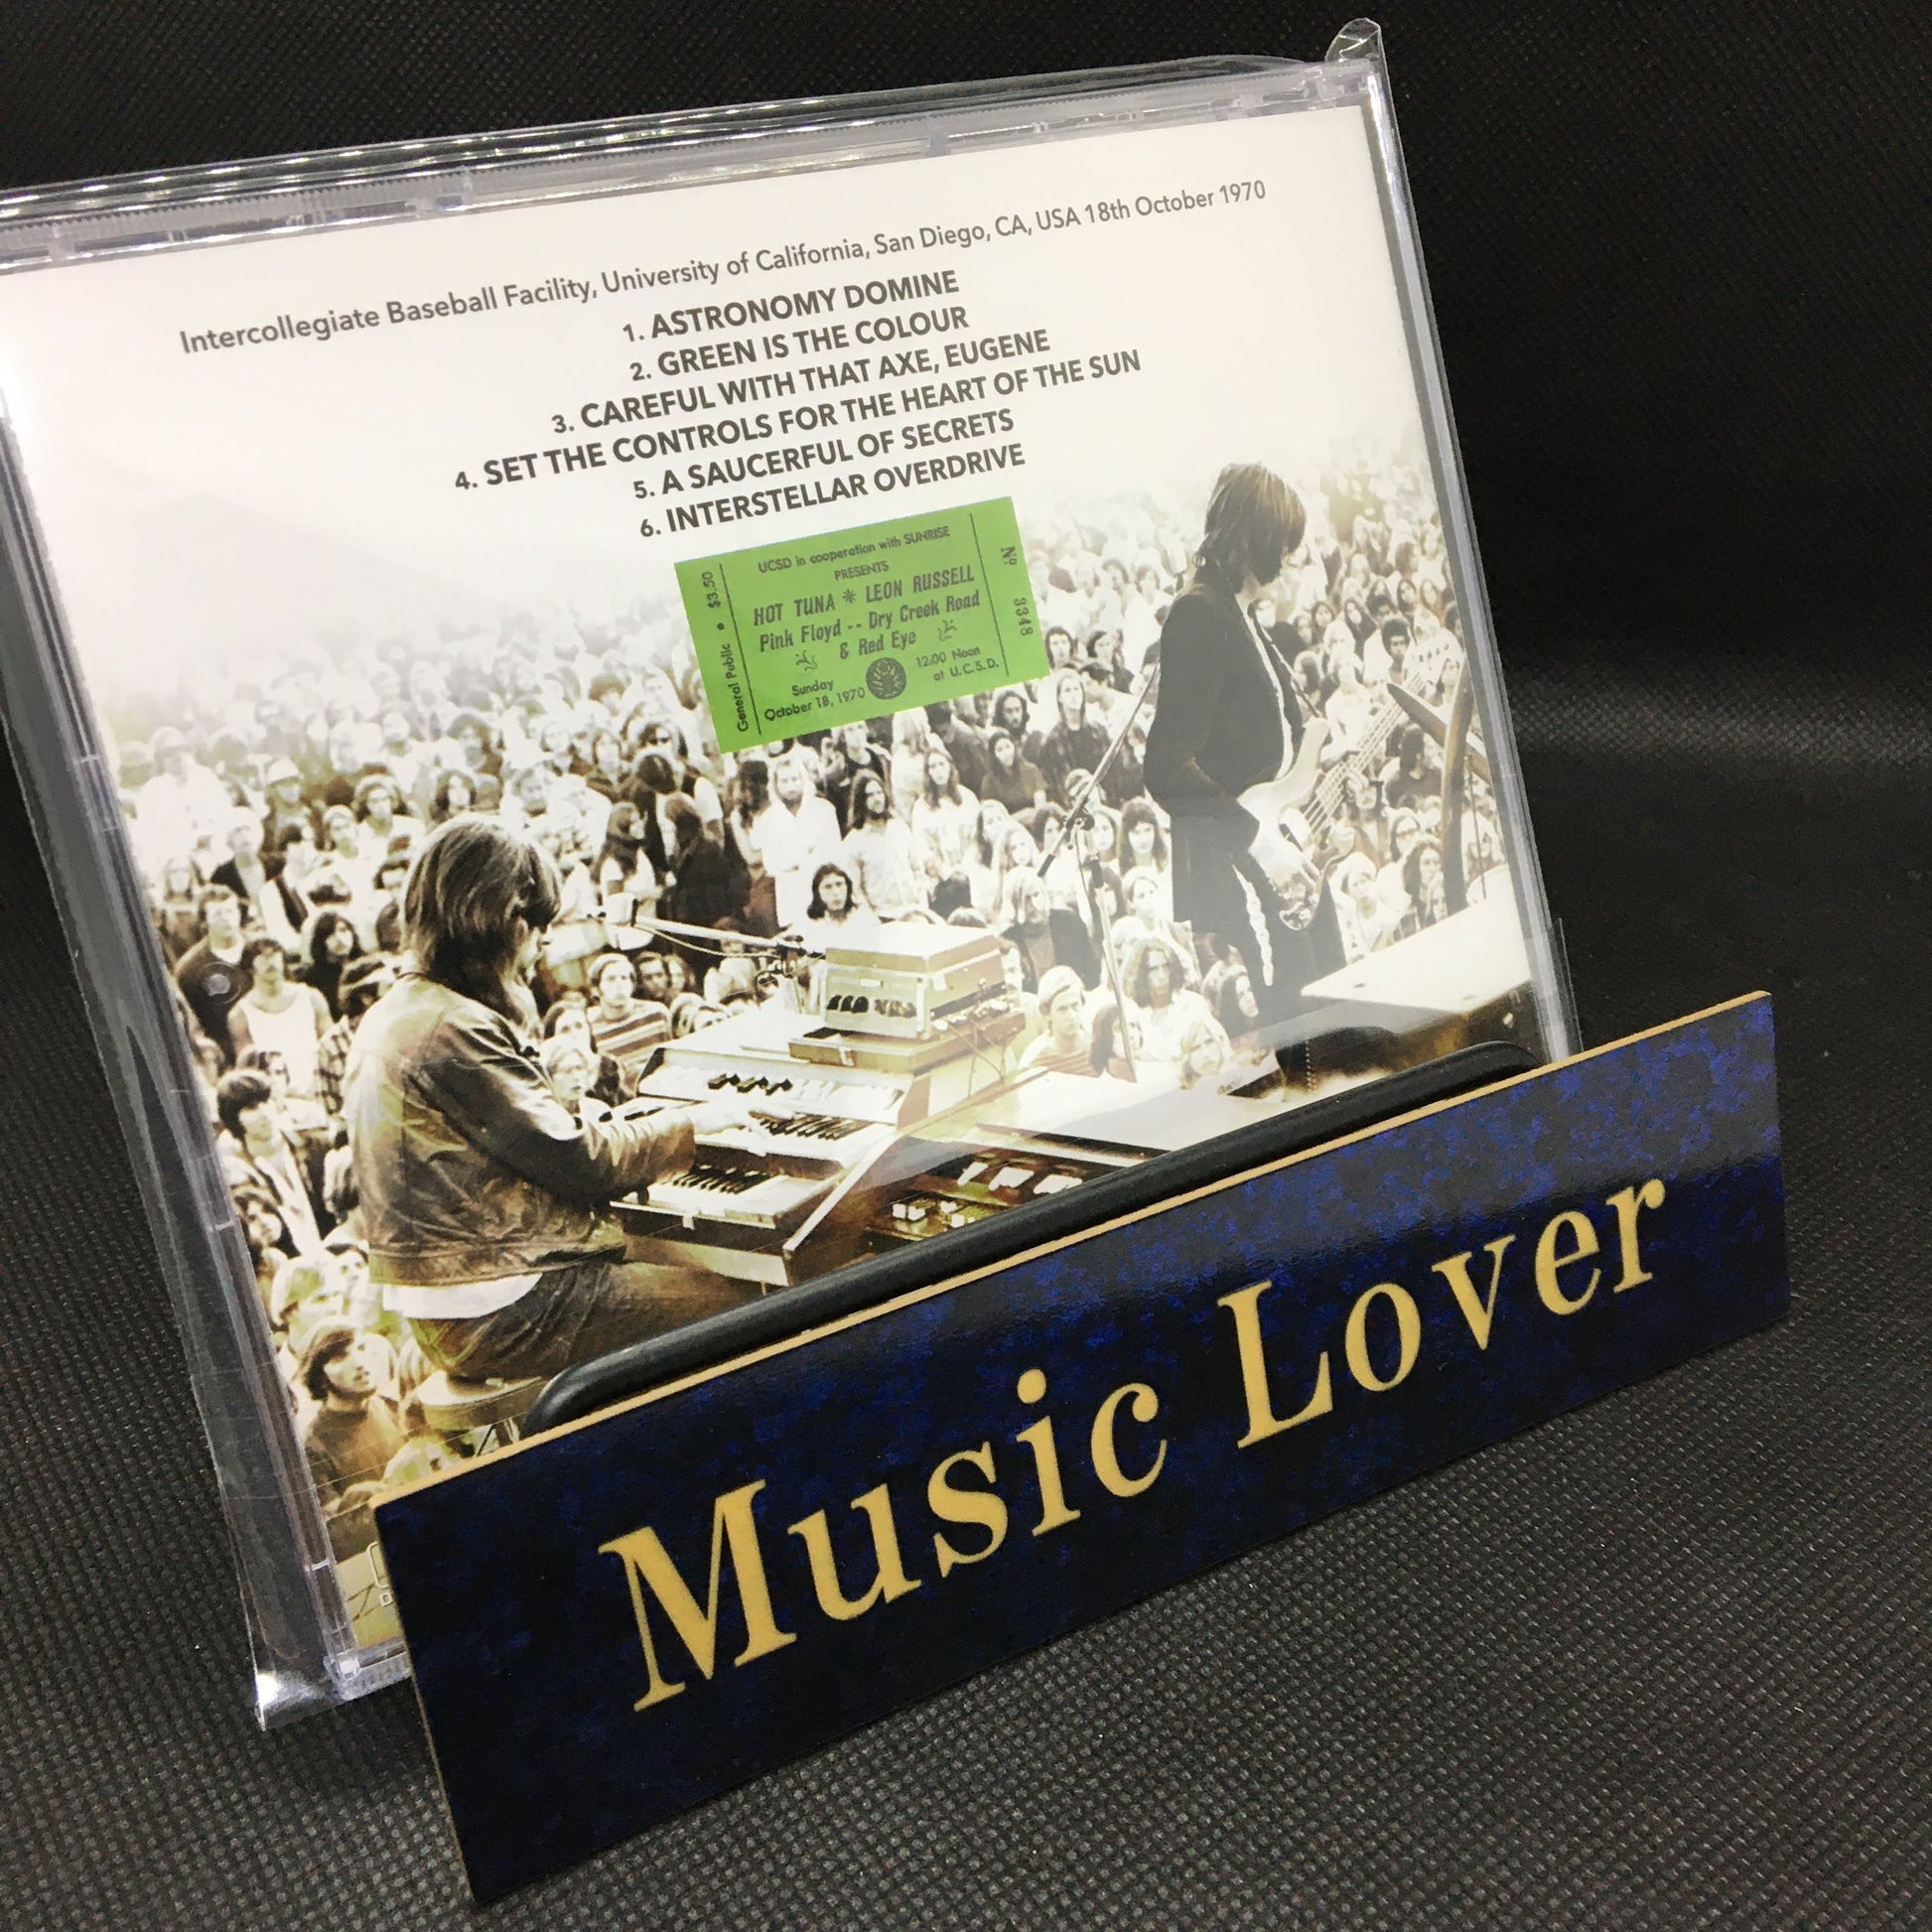 Intercollegiate Baseball Facility, University of California, San Diego, CA, USA 18th October 1970
1. ASTRONOMY DOMINE
2. GREEN IS THE COLOUR
3. CAREFUL WITH THAT AXE, EUGENE
4. SET THE CONTROLS FOR THE HEART OF THE SUN
5. A SAUCERFUL OF SECRETS
6. INTERSTELLAR OVERDRIVE
General Public • $3.50
UCSD in cooperation with SUNRISE
PRESENTS
HOT TUNA * LEON RUSSELL
Pink Floyd -- Dry Creek Road
& Red Eye
Sunday
October 18, 1970
12:00 Noon
at U.C.S.D.
Nº 3348
Music Lover